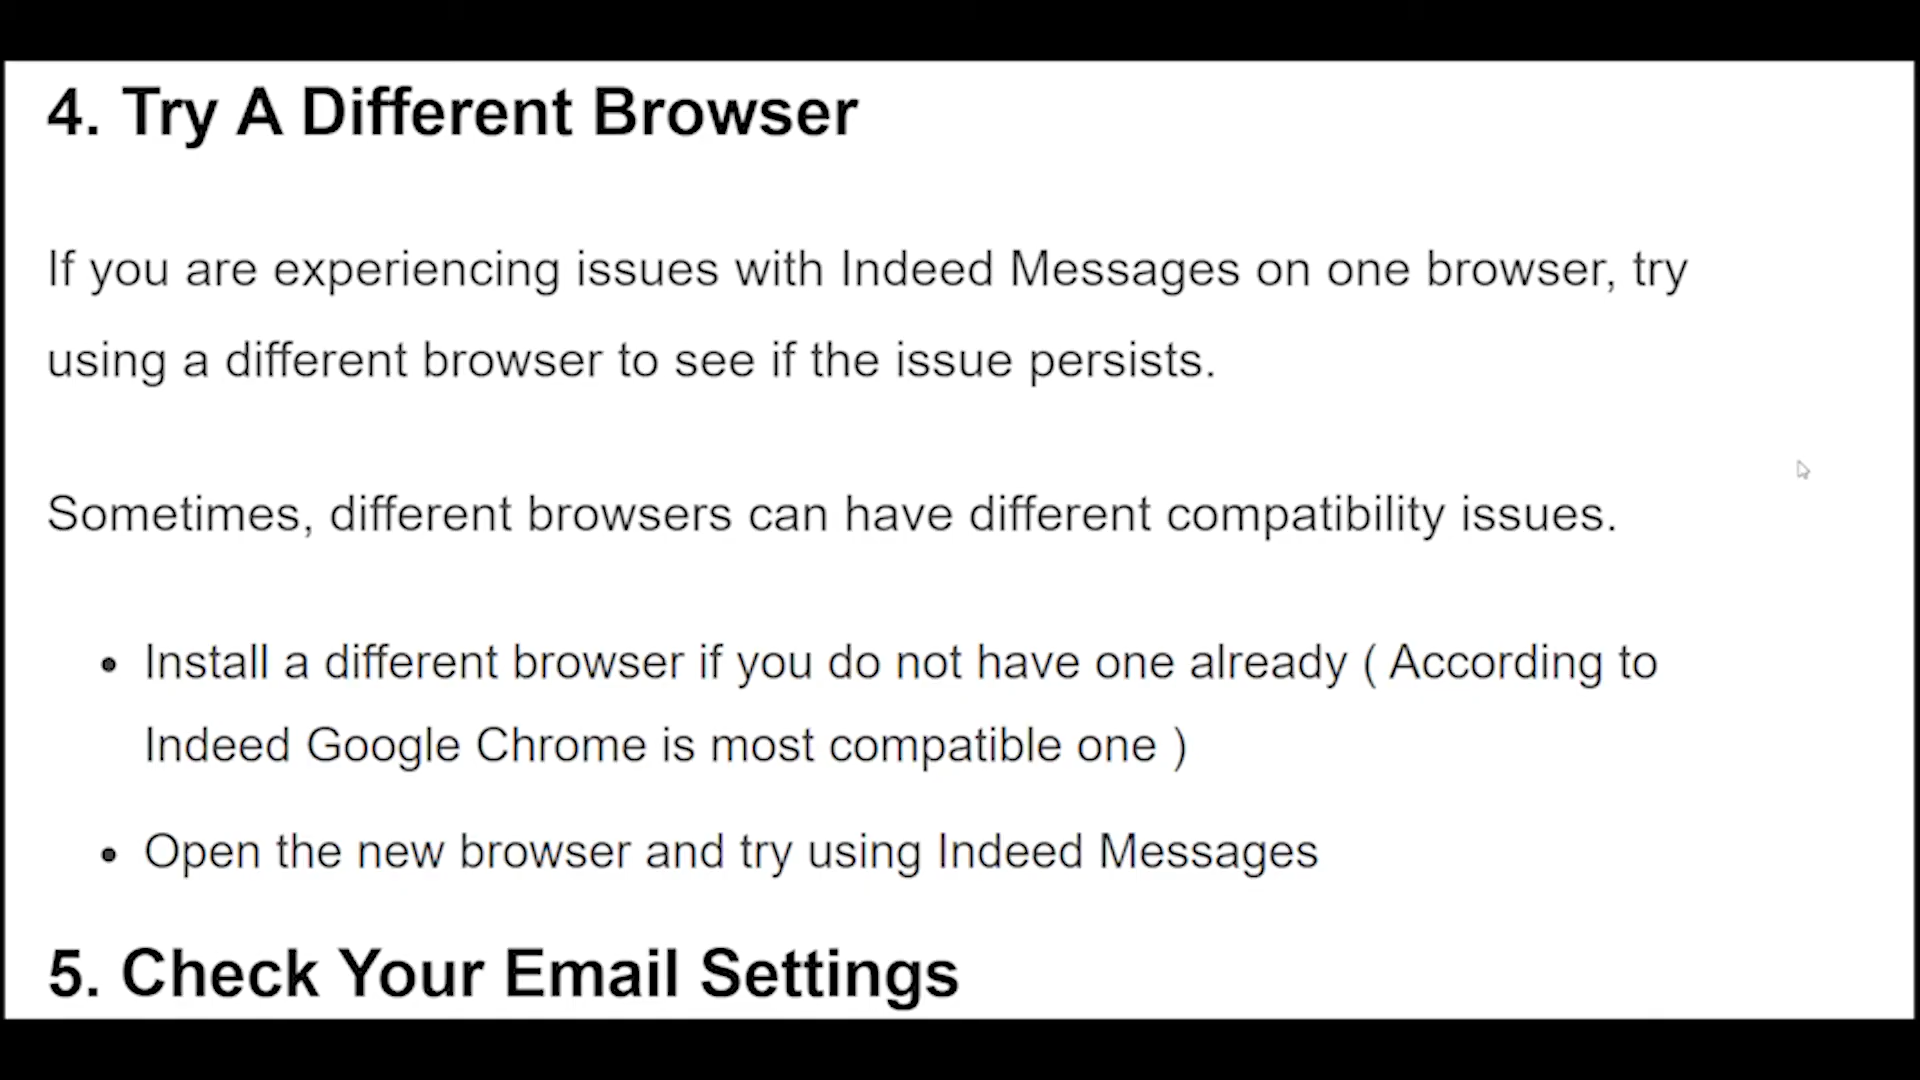 4. Try A Different Browser
If you are experiencing issues with Indeed Messages on one browser, try
using a different browser to see if the issue persists.
Sometimes, different browsers can have different compatibility issues.
• Install a different browser if you do not have one already ( According to
Indeed Google Chrome is most compatible one )
• Open the new browser and try using Indeed Messages
5. Check Your Email Settings